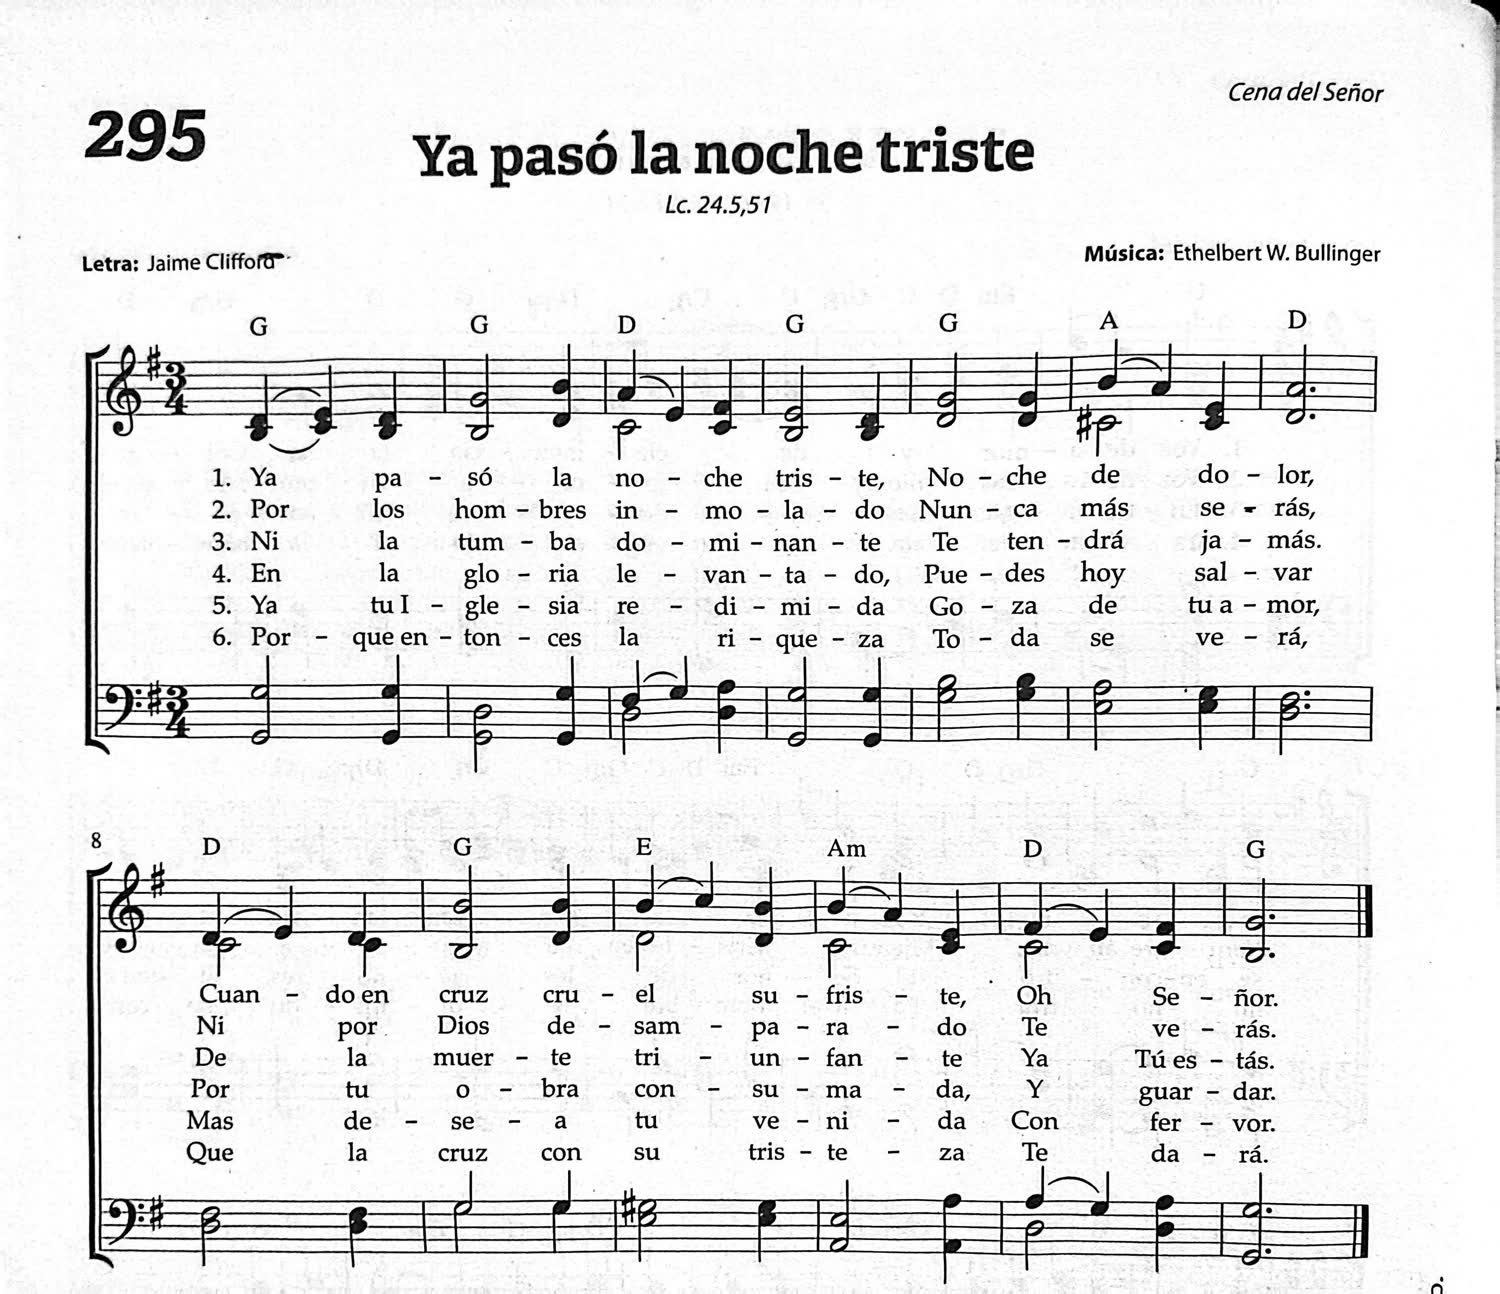 Cena del Señor
295
Ya pasó la noche triste
Lc. 24.5,51
Letra: Jaime Clifford
Música: Ethelbert W. Bullinger
G G D G G A D
3 4
1. Ya pa - só la no - che tris - te, No - che de do - lor,
2. Por los hom - bres in - mo - la - do Nun - ca más se - rás,
3. Ni la tum - ba do - mi - nan - te Te ten - drá ja - más.
4. En la glo - ria le - van - ta - do, Pue - des hoy sal - var
5. Ya tu I - gle - sia re - di - mi - da Go - za de tu a - mor,
6. Por - que en - ton - ces la ri - que - za To - da se ve - rá,
3 4
8
D G E Am D G
Cuan - do en cruz cru - el su - fris - te, Oh Se - ñor.
Ni por Dios de - sam - pa - ra - do Te ve - rás.
De la muer - te tri - un - fan - te Ya Tú es - tás.
Por tu o - bra con - su - ma - da, Y guar - dar.
Mas de - se - a tu ve - ni - da Con fer - vor.
Que la cruz con su tris - te - za Te da - rá.